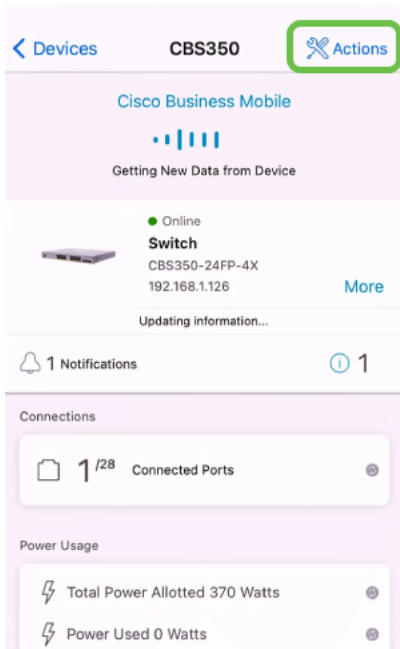 Devices
CBS350
Actions
Cisco Business Mobile
Getting New Data from Device
Online
Switch
CBS350-24FP-4X
192.168.1.126
More
Updating information...
1 Notifications
1
Connections
1/28 Connected Ports
Power Usage
Total Power Allotted 370 Watts
Power Used 0 Watts